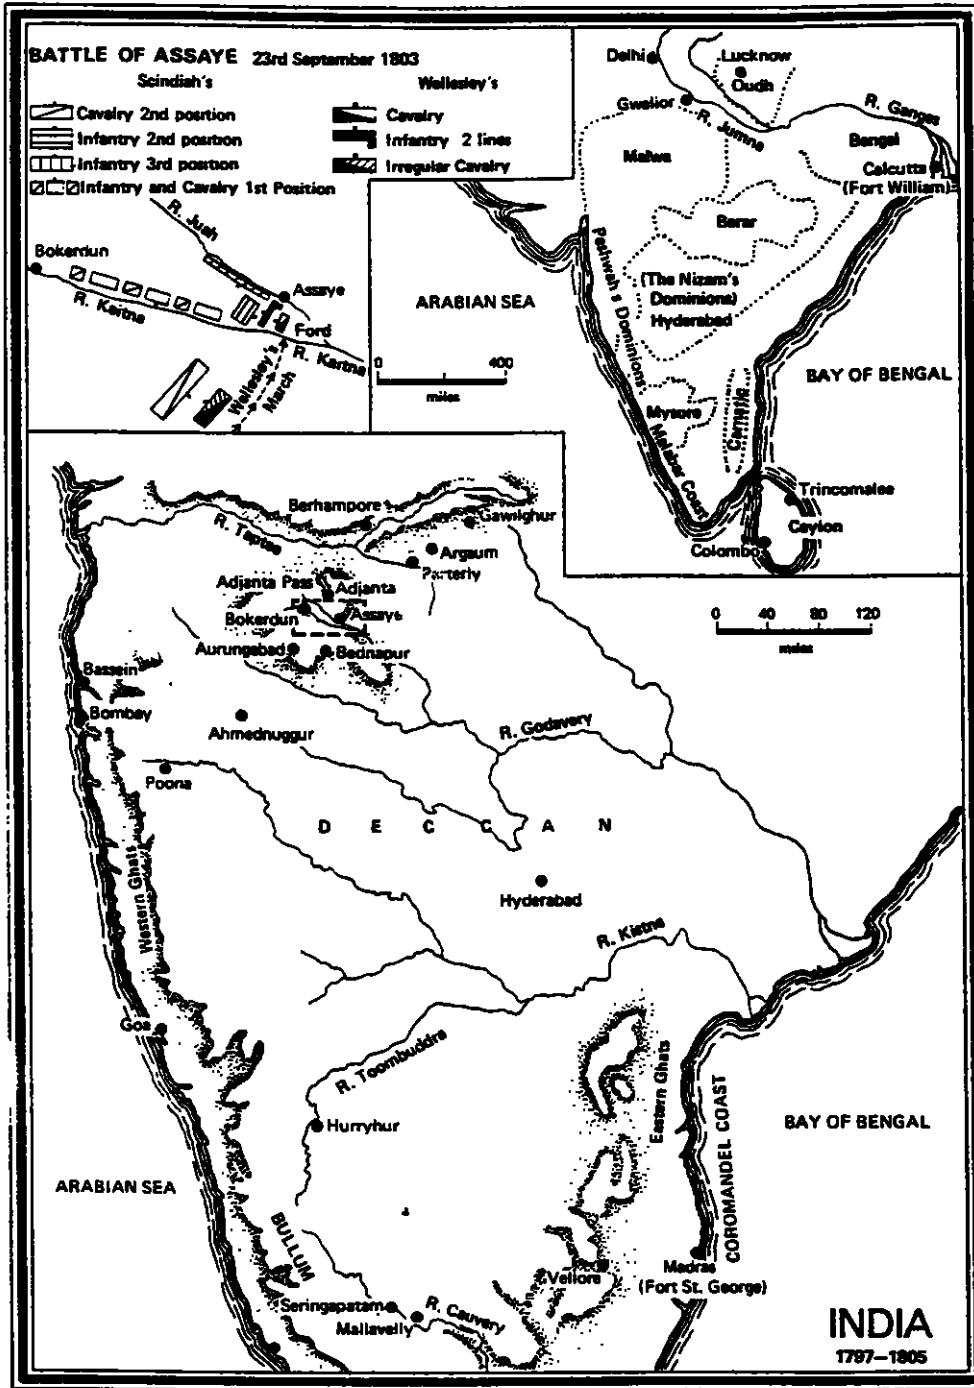 BATTLE OF ASSAYE 23rd September 1803
Scindiah's
Cavalry 2nd position
Infantry 2nd position
Infantry 3rd position
Infantry and Cavalry 1st Position
Wellesley's
Cavalry
Infantry 2 lines
Irregular Cavalry
R. Juah
Bokerdun
Assaye
R. Kaitna
Ford
R. Kaitna
Wellesley's
March
Delhi
Lucknow
Oudh
Gwalior
R. Jumna
R. Ganges
Malwa
Bengal
Calcutta
(Fort William)
Berar
Peshwah's Dominions
(The Nizam's
Dominions)
Hyderabad
ARABIAN SEA
0 400
miles
BAY OF BENGAL
Mysore
Carnatic
Malabar Coast
Trincomalee
Ceylon
Colombo
Berhampore
Gawilghur
R. Taptee
Argaum
Parterly
Adjanta Pass
Adjanta
Bokerdun
Assaye
Aurungabad
Bednapur
0 40 80 120
miles
Bassein
Bombay
Ahmednuggur
R. Godavery
Poona
DECCAN
Western Ghats
Hyderabad
R. Kistna
Goa
R. Toombuddra
Eastern Ghats
Hurryhur
COROMANDEL COAST
BAY OF BENGAL
ARABIAN SEA
BULLUM
Vellore
Madras
(Fort St. George)
Seringapatam
R. Cauvery
Mallavelly
INDIA
1797–1805